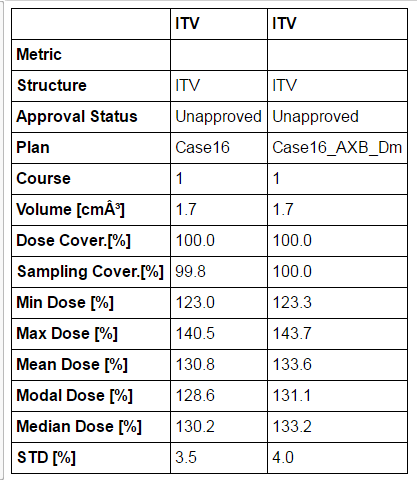 ITV ITV
Metric
Structure ITV ITV
Approval Status Unapproved Unapproved
Plan Case16 Case16_AXB_Dm
Course 1 1
Volume [cmÂ³] 1.7 1.7
Dose Cover.[%] 100.0 100.0
Sampling Cover.[%] 99.8 100.0
Min Dose [%] 123.0 123.3
Max Dose [%] 140.5 143.7
Mean Dose [%] 130.8 133.6
Modal Dose [%] 128.6 131.1
Median Dose [%] 130.2 133.2
STD [%] 3.5 4.0